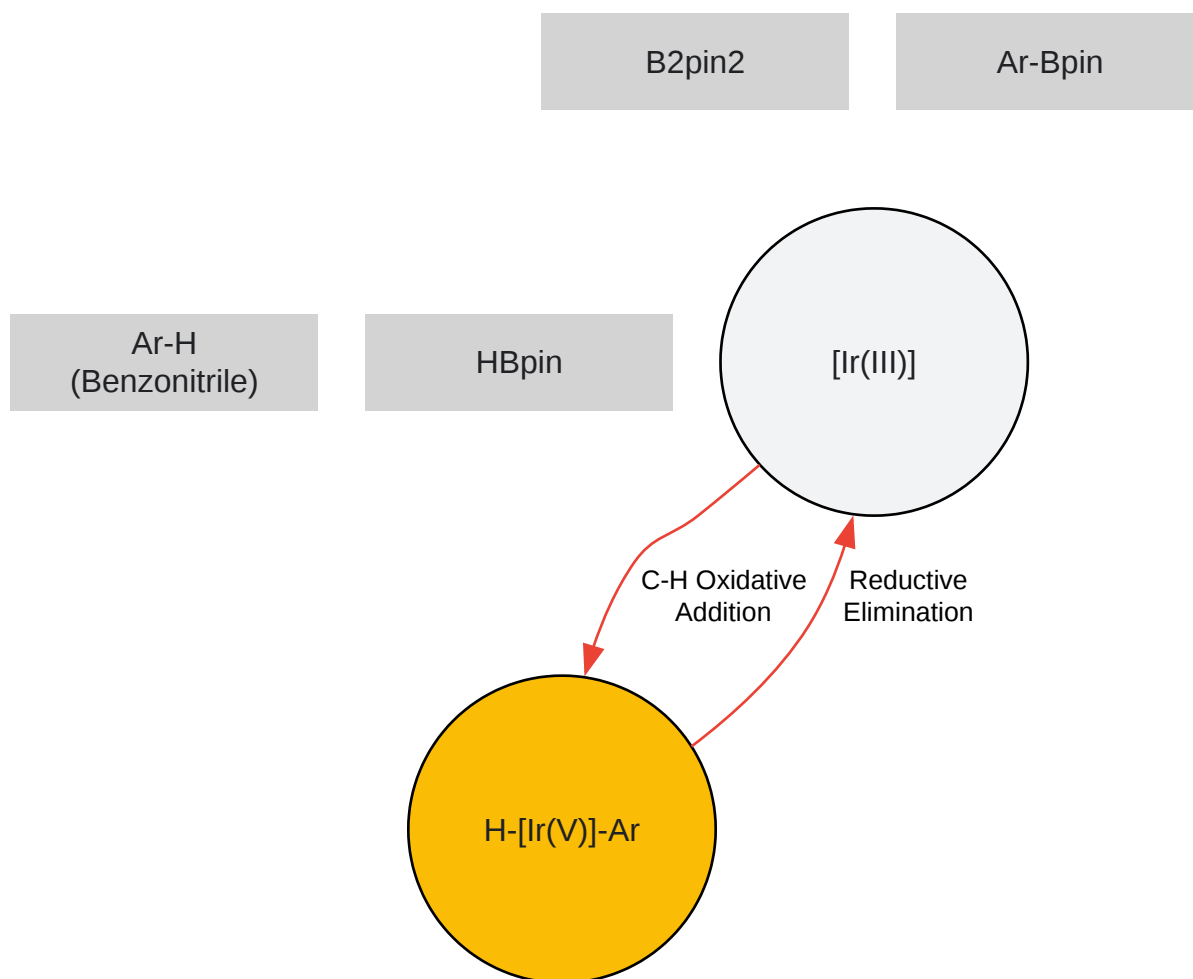 B2pin2
Ar-Bpin
Ar-H
(Benzonitrile)
HBpin
[Ir(III)]
C-H Oxidative
Addition
Reductive
Elimination
H-[Ir(V)]-Ar